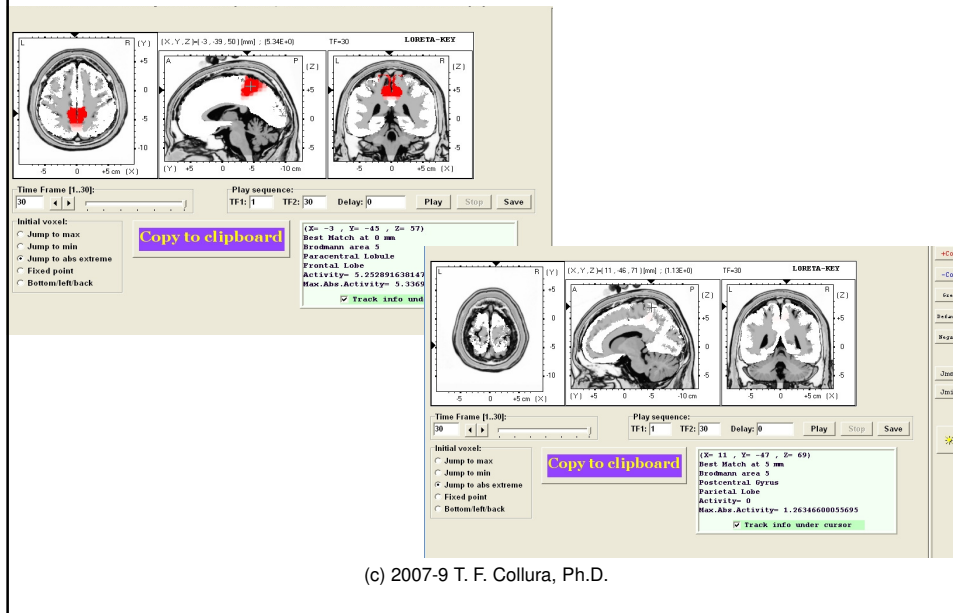 L R (Y) (X,Y,Z)=( -3 , -39, 50 ) [mm] ; (5.34E+0) TF=30 LORETA-KEY
A P (Z) L R (Z)
0 +5 +5
-5 0 0
-10 -5 -5
-5 0 +5 cm (X) (Y) +5 0 -5 -10 cm -5 0 +5 cm (X)
Time Frame [1..30]:
30
Play sequence:
TF1: 1 TF2: 30 Delay: 0 Play Stop Save
Initial voxel:
Jump to max
Jump to min
Jump to abs extreme
Fixed point
Bottom/left/back
Copy to clipboard
(X= -3 , Y= -45 , Z= 57)
Best Match at 0 mm
Brodmann area 5
Paracentral Lobule
Frontal Lobe
Activity= 5.252891638147
Max.Abs.Activity= 5.3369
Track info und
L R (Y) (X,Y,Z)=( 11 , -46, 71 ) [mm] ; (1.13E+0) TF=30 LORETA-KEY
A P (Z) L R (Z)
+5 +5 +5
0 0 0
-5 -5 -5
-10
-5 0 +5 cm (X) (Y) +5 0 -5 -10 cm -5 0 +5 cm (X)
Time Frame [1..30]:
30
Play sequence:
TF1: 1 TF2: 30 Delay: 0 Play Stop Save
Initial voxel:
Jump to max
Jump to min
Jump to abs extreme
Fixed point
Bottom/left/back
Copy to clipboard
(X= 11 , Y= -47 , Z= 69)
Best Match at 5 mm
Brodmann area 5
Postcentral Gyrus
Parietal Lobe
Activity= 0
Max.Abs.Activity= 1.26346600055695
Track info under cursor
+Co
-Co
Gre
Nega
Jma
Jmi
(c) 2007-9 T. F. Collura, Ph.D.